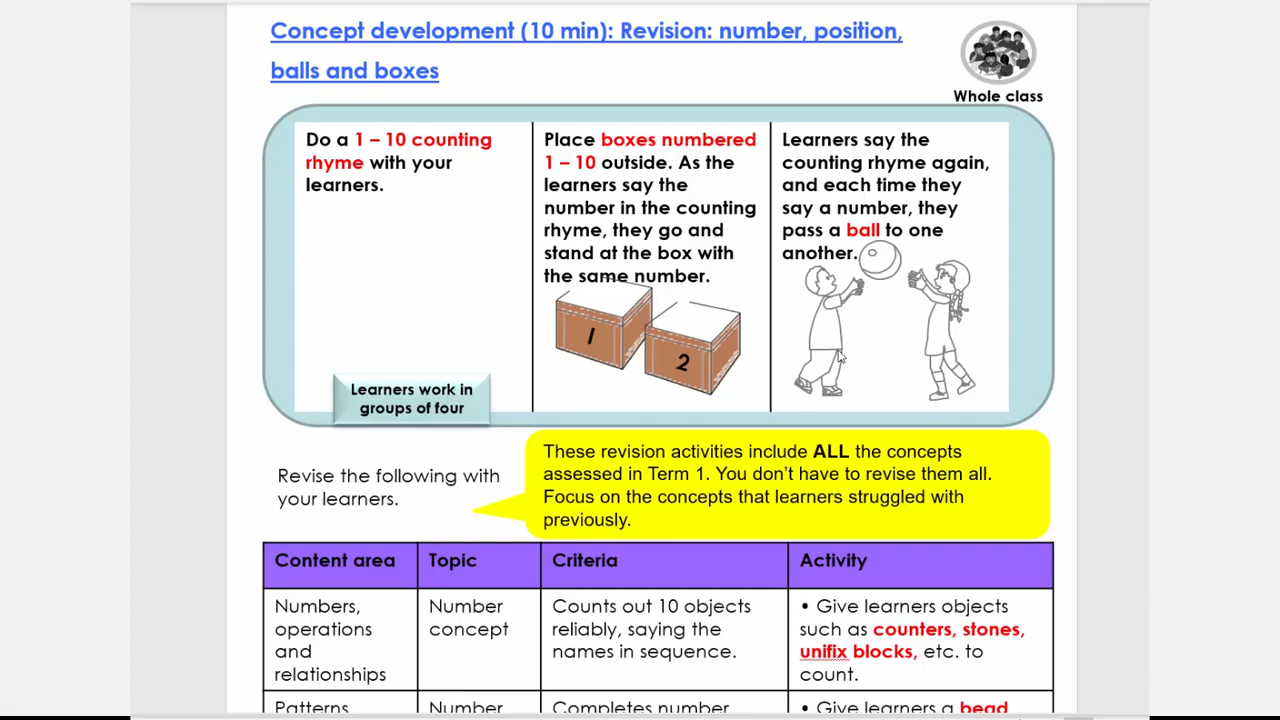 Concept development (10 min): Revision: number, position,
balls and boxes
Whole class
Do a 1 – 10 counting
rhyme with your
learners.
Learners work in
groups of four
Place boxes numbered
1 – 10 outside. As the
learners say the
number in the counting
rhyme, they go and
stand at the box with
the same number.
1
2
Learners say the
counting rhyme again,
and each time they
say a number, they
pass a ball to one
another.
Revise the following with
your learners.
These revision activities include ALL the concepts
assessed in Term 1. You don’t have to revise them all.
Focus on the concepts that learners struggled with
previously.
Content area
Topic
Criteria
Activity
Numbers,
operations
and
relationships
Number
concept
Counts out 10 objects
reliably, saying the
names in sequence.
• Give learners objects
such as counters, stones,
unifix blocks, etc. to
count.
Patterns
Number
Completes number
• Give learners a bead